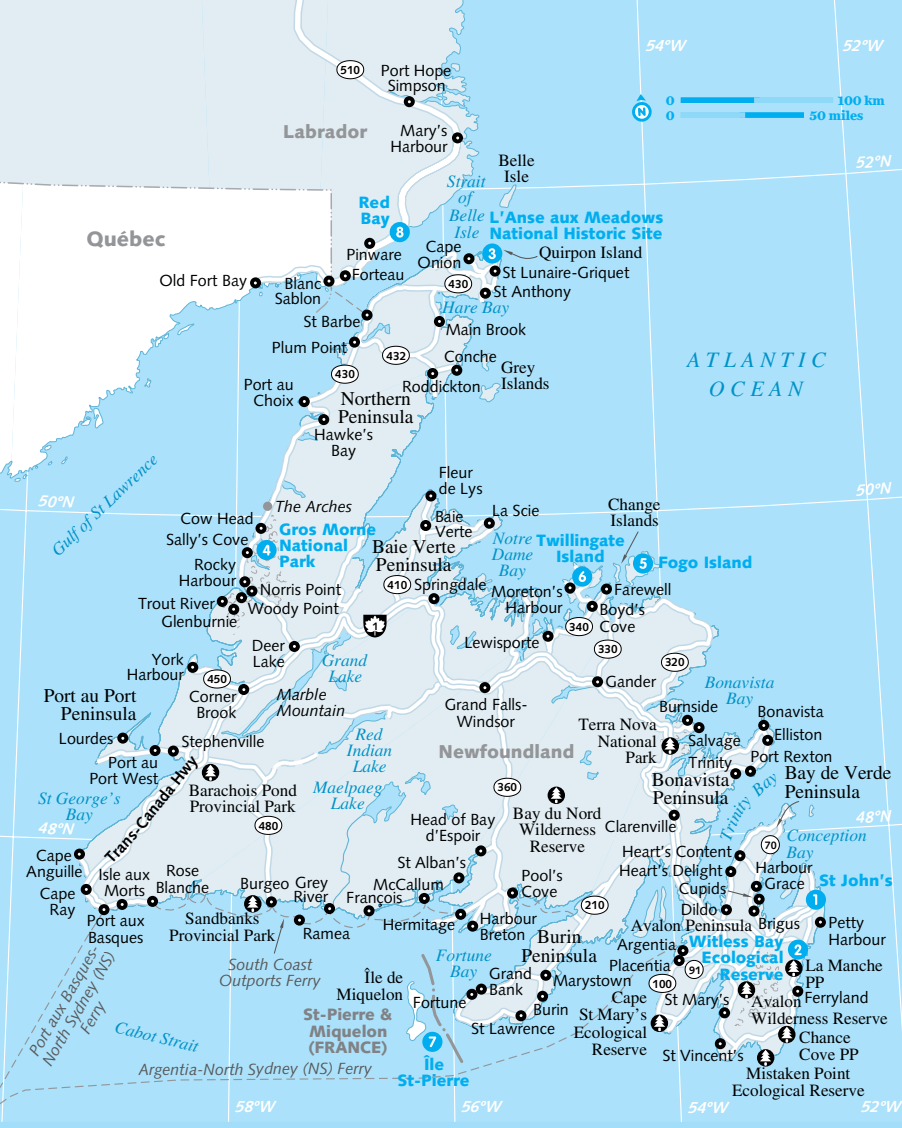 54°W
52°W
510
Port Hope
Simpson
0
100 km
N
0
50 miles
Labrador
Mary's
Harbour
Belle
Isle
52°N
Strait
of
Belle
Isle
Red
Bay
8
L'Anse aux Meadows
National Historic Site
Québec
Cape
Onion
3
Quirpon Island
Pinware
Old Fort Bay
Blanc
Sablon
Forteau
St Lunaire-Griquet
430
St Anthony
Hare Bay
St Barbe
Main Brook
Plum Point
432
Conche
ATLANTIC
OCEAN
430
Roddickton
Grey
Islands
Port au
Choix
Northern
Peninsula
Hawke's
Bay
Gulf of St Lawrence
Fleur
de Lys
50°N
50°N
The Arches
La Scie
Change
Islands
Cow Head
Baie
Verte
Gros Morne
National
Park
4
Sally's Cove
Notre
Dame
Bay
Twillingate
Island
6
5
Fogo Island
Baie Verte
Peninsula
Rocky
Harbour
410
Springdale
Norris Point
Moreton's
Harbour
Farewell
Trout River
Woody Point
Glenburnie
Boyd's
Cove
1
340
Lewisporte
330
Deer
Lake
320
York
Harbour
Grand
Lake
450
Gander
Corner
Brook
Marble
Mountain
Port au Port
Peninsula
Grand Falls-
Windsor
Bonavista
Bay
Burnside
Bonavista
Lourdes
Stephenville
Red
Indian
Lake
Newfoundland
Terra Nova
National
Park
Salvage
Elliston
Port au
Port West
Trinity
Port Rexton
Barachois Pond
Provincial Park
Maelpaeg
Lake
360
Bonavista
Peninsula
Bay de Verde
Peninsula
St George's
Bay
Trans-Canada Hwy
Bay du Nord
Wilderness
Reserve
Trinity Bay
48°N
48°N
480
Head of Bay
d'Espoir
Clarenville
70
Conception
Bay
Cape
Anguille
St Alban's
Heart's Content
Heart's Delight
Harbour
Grace
Isle aux
Morts
Rose
Blanche
Burgeo
Grey
River
McCallum
François
Pool's
Cove
Cupids
St John's
1
Cape
Ray
Port aux
Basques
Sandbanks
Provincial Park
Ramea
Hermitage
Harbour
Breton
210
Dildo
Brigus
Avalon
Peninsula
Petty
Harbour
Argentia
Witless Bay
Ecological
Reserve
2
Burin
Peninsula
Placentia
91
La Manche
PP
South Coast
Outports Ferry
Fortune
Bay
Grand
Bank
Marystown
100
Port aux Basques-
North Sydney (NS)
Ferry
Île de
Miquelon
Fortune
Burin
Cape
St Mary's
Ecological
Reserve
St Mary's
Ferryland
Avalon
Wilderness Reserve
St-Pierre &
Miquelon
(FRANCE)
St Lawrence
Cabot Strait
7
Île
St-Pierre
Chance
Cove PP
St Vincent's
Argentia-North Sydney (NS) Ferry
Mistaken Point
Ecological Reserve
58°W
56°W
54°W
52°W